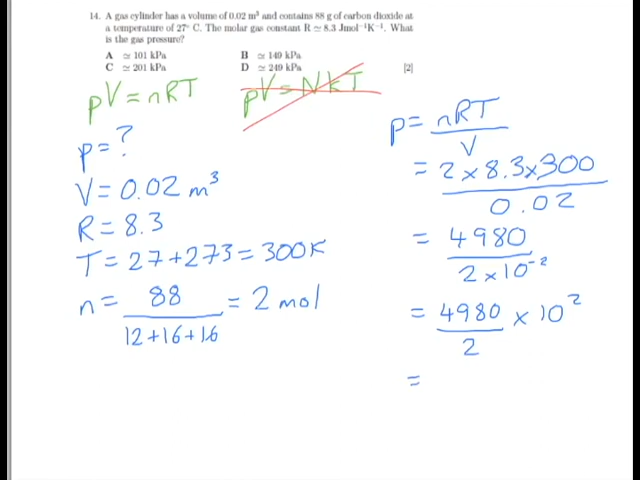 14. A gas cylinder has a volume of 0.02 m³ and contains 88 g of carbon dioxide at
a temperature of 27° C. The molar gas constant R ≃ 8.3 Jmol⁻¹K⁻¹. What
is the gas pressure?
A ≃ 101 kPa B ≃ 149 kPa
C ≃ 201 kPa D ≃ 249 kPa [2]
pV = nRT
pV = NkT
p = ?
V = 0.02 m³
R = 8.3
T = 27 + 273 = 300K
n = 88 / 12 + 16 + 16 = 2 mol
p = nRT / V
= 2 × 8.3 × 300 / 0.02
= 4980 / 2 × 10⁻²
= 4980 / 2 × 10²
=